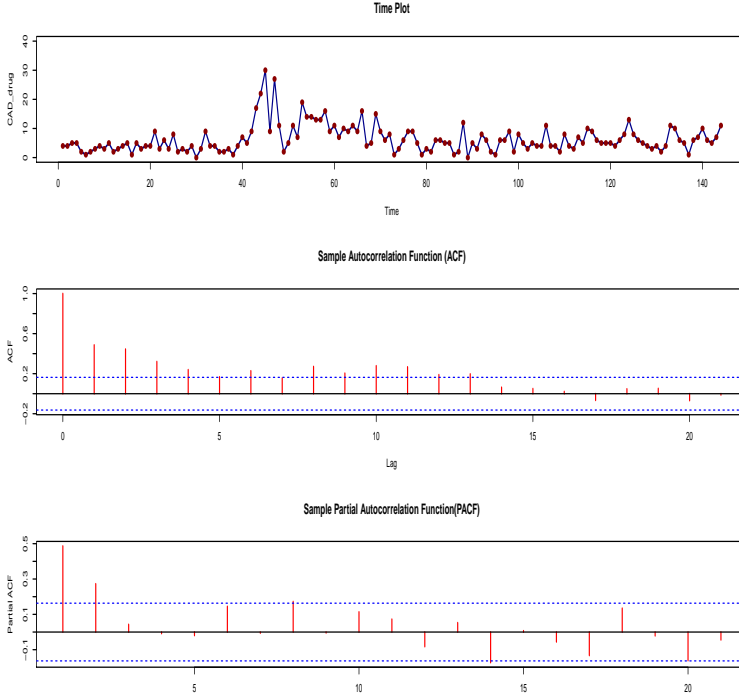 Time Plot
CAD_drug
0 10 20 30 40
0 20 40 60 80 100 120 140
Time
Sample Autocorrelation Function (ACF)
ACF
−0.2 0.2 0.6 1.0
0 5 10 15 20
Lag
Sample Partial Autocorrelation Function(PACF)
Partial ACF
−0.1 0.1 0.3 0.5
5 10 15 20